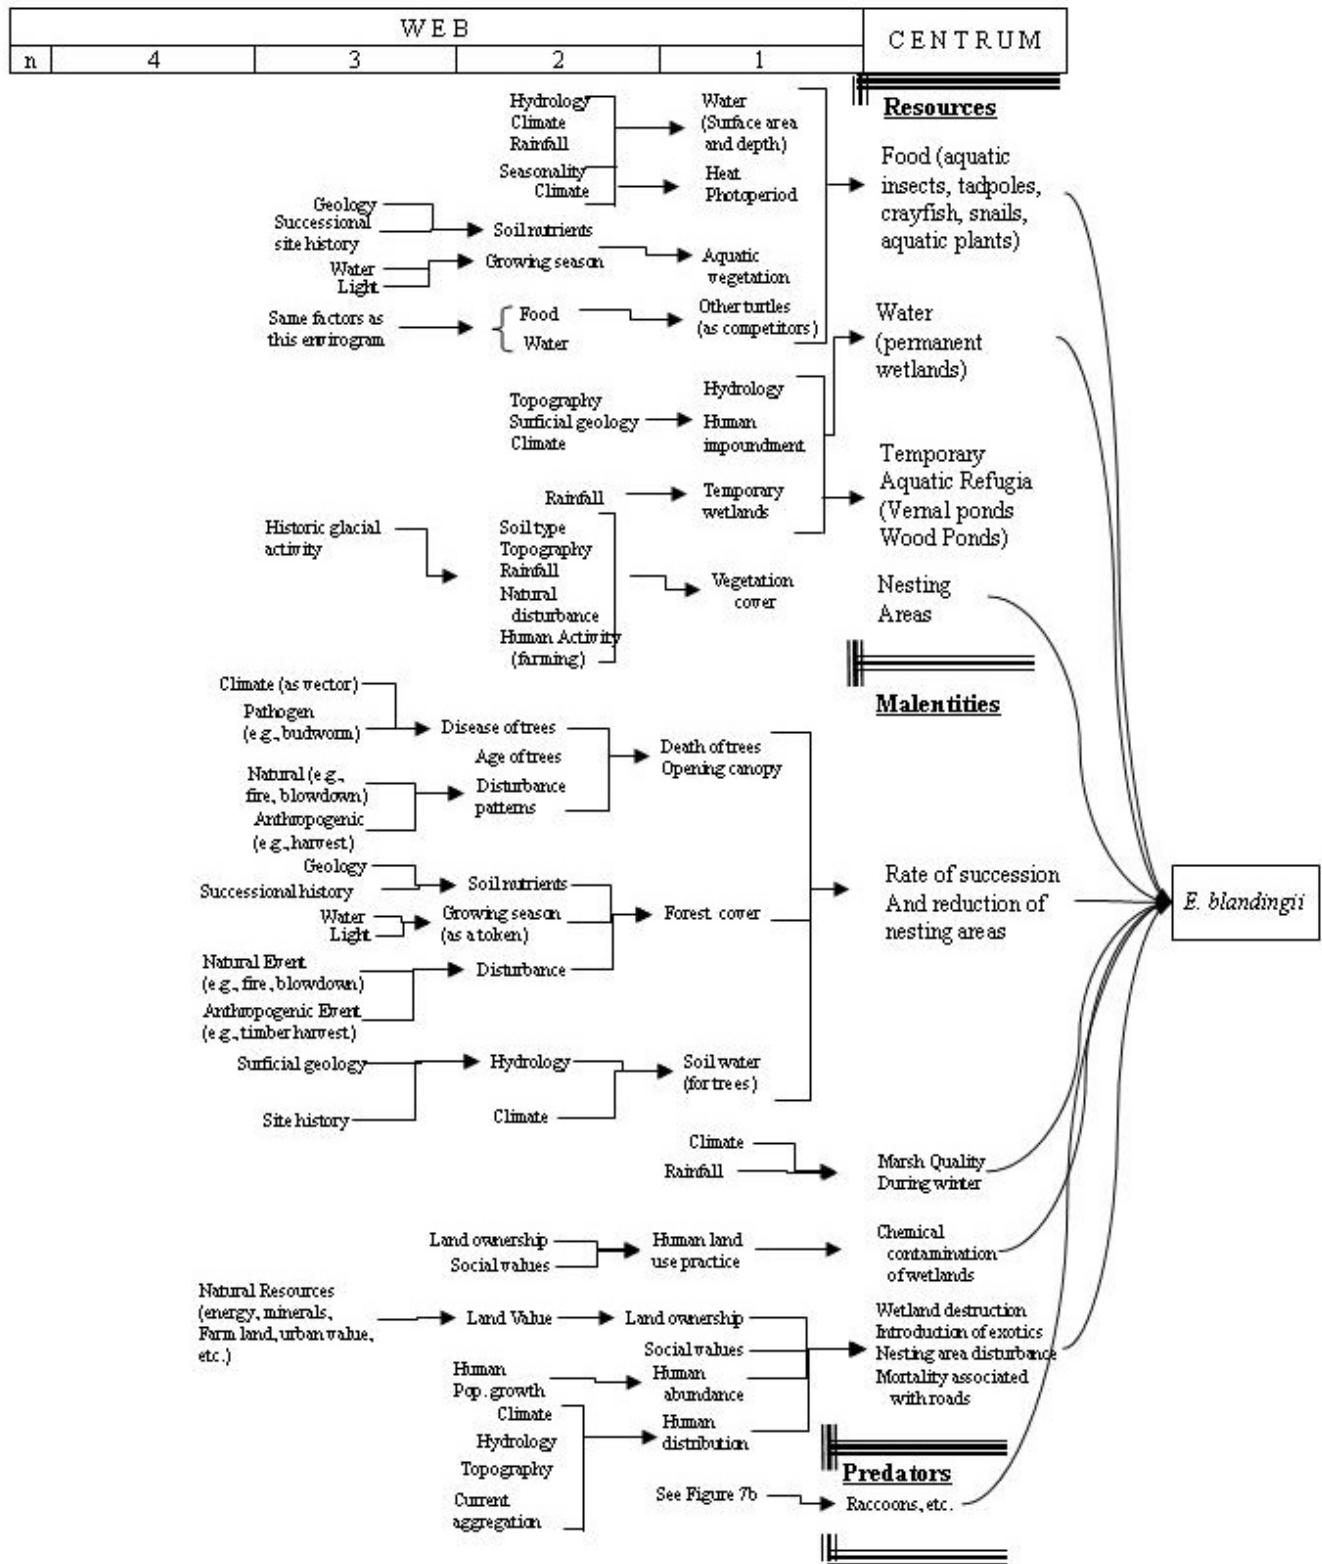 WEB
CENTRUM
n
4
3
2
1
Resources
Hydrology
Climate
Rainfall
Water
(Surface area
and depth)
Seasonality
Climate
Heat
Photoperiod
Food (aquatic
insects, tadpoles,
crayfish, snails,
aquatic plants)
Geology
Successional
site history
Soil nutrients
Water
Light
Growing season
Aquatic
vegetation
Same factors as
this envirogram
Food
Water
Other turtles
(as competitors)
Water
(permanent
wetlands)
Topography
Surficial geology
Climate
Hydrology
Human
impoundment
Rainfall
Temporary
wetlands
Temporary
Aquatic Refugia
(Vernal ponds
Wood Ponds)
Historic glacial
activity
Soil type
Topography
Rainfall
Natural
disturbance
Human Activity
(farming)
Vegetation
cover
Nesting
Areas
Malentities
Climate (as vector)
Pathogen
(e.g., budworm)
Disease of trees
Age of trees
Disturbance
patterns
Death of trees
Opening canopy
Natural (e.g.,
fire, blowdown)
Anthropogenic
(e.g., harvest)
Geology
Successional history
Soil nutrients
Water
Light
Growing season
(as a token)
Forest cover
Natural Event
(e.g., fire, blowdown)
Anthropogenic Event
(e.g., timber harvest)
Disturbance
Rate of succession
And reduction of
nesting areas
E. blandingii
Surficial geology
Site history
Hydrology
Climate
Soil water
(for trees)
Climate
Rainfall
Marsh Quality
During winter
Land ownership
Social values
Human land
use practice
Chemical
contamination
of wetlands
Natural Resources
(energy, minerals,
Farm land, urban value,
etc.)
Land Value
Land ownership
Social values
Human
Pop. growth
Human
abundance
Climate
Hydrology
Topography
Current
aggregation
Human
distribution
Wetland destruction
Introduction of exotics
Nesting area disturbance
Mortality associated
with roads
Predators
See Figure 7b
Raccoons, etc.